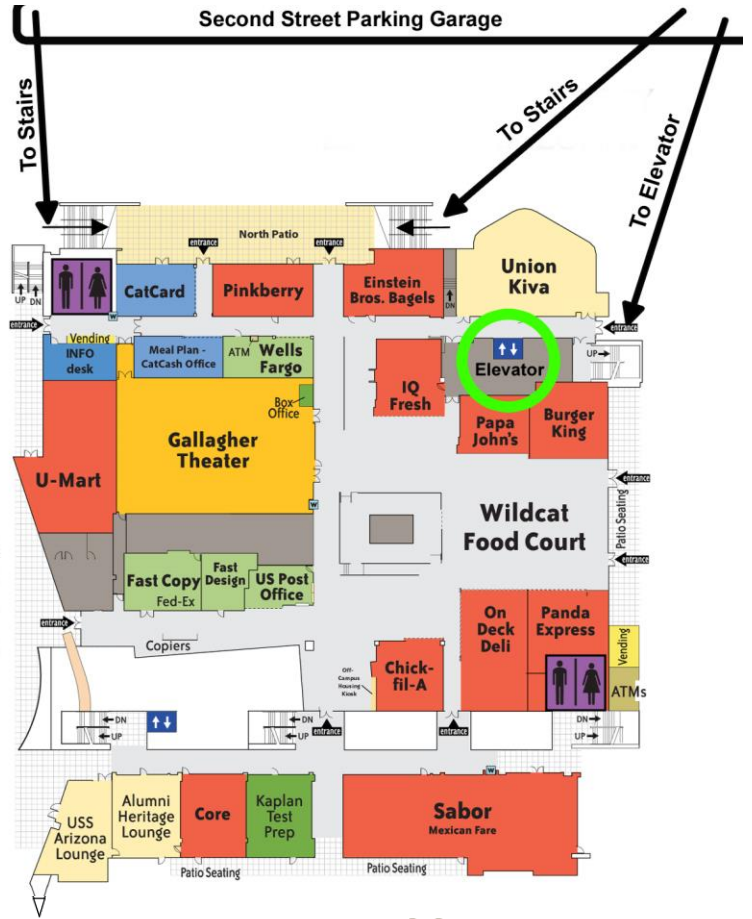 Second Street Parking Garage
To Stairs
To Stairs
To Elevator
North Patio
entrance
entrance
UP
DN
CatCard
Pinkberry
Einstein
Bros. Bagels
DN
Union
Kiva
entrance
Vending
entrance
INFO
desk
Meal Plan -
CatCash Office
ATM
Wells
Fargo
IQ
Fresh
Elevator
UP
Box
Office
Papa
John's
Burger
King
Gallagher
Theater
U-Mart
entrance
Wildcat
Food Court
Patio Seating
entrance
Fast Copy
Fed-Ex
Fast
Design
US Post
Office
On
Deck
Deli
Panda
Express
entrance
Copiers
Off-
Campus
Housing
Kiosk
Chick-
fil-A
Vending
ATMs
DN
UP
DN
UP
entrance
entrance
DN
UP
USS
Arizona
Lounge
Alumni
Heritage
Lounge
Core
Kaplan
Test
Prep
Sabor
Mexican Fare
Patio Seating
Patio Seating